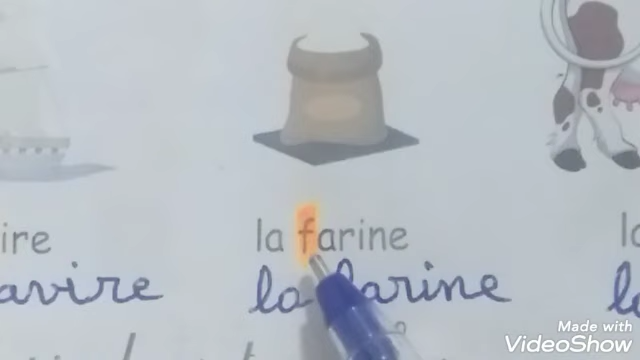 ire la farine
avire la farine
Made with
VideoShow